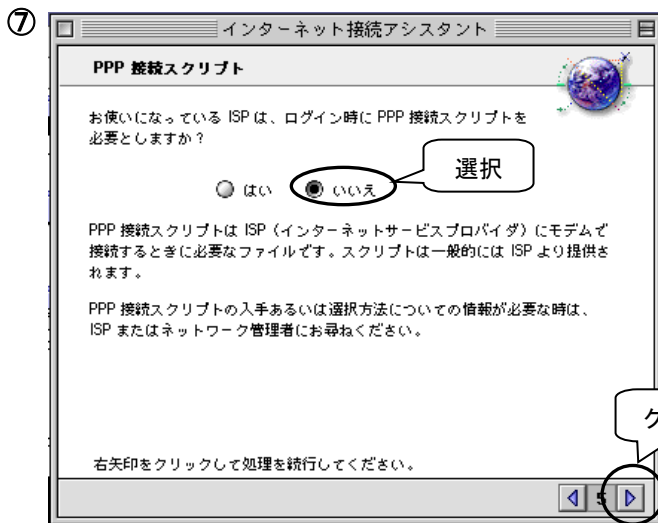 ⑦
インターネット接続アシスタント
PPP 接続スクリプト
お使いになっている ISP は、ログイン時に PPP 接続スクリプトを
必要としますか？
はい いいえ
選択
PPP 接続スクリプトは ISP（インターネットサービスプロバイダ）にモデムで
接続するときに必要なファイルです。スクリプトは一般的には ISP より提供さ
れます。
PPP 接続スクリプトの入手あるいは選択方法についての情報が必要な時は、
ISP またはネットワーク管理者にお尋ねください。
右矢印をクリックして処理を続行してください。
5